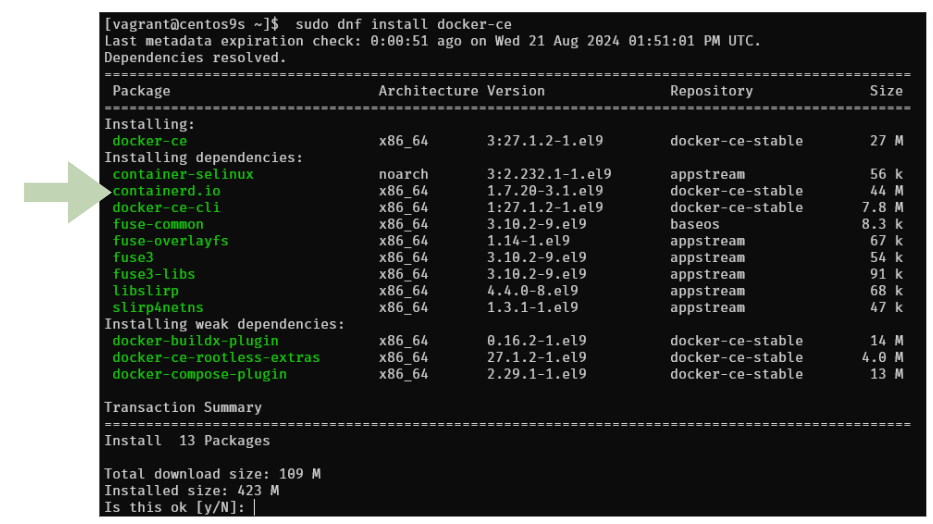 [vagrant@centos9s ~]$  sudo dnf install docker-ce
Last metadata expiration check: 0:00:51 ago on Wed 21 Aug 2024 01:51:01 PM UTC.
Dependencies resolved.
================================================================================================
 Package                         Architecture Version               Repository              Size
================================================================================================
Installing:
 docker-ce                       x86_64       3:27.1.2-1.el9        docker-ce-stable        27 M
Installing dependencies:
 container-selinux               noarch       3:2.232.1-1.el9       appstream               56 k
 containerd.io                   x86_64       1.7.20-3.1.el9        docker-ce-stable        44 M
 docker-ce-cli                   x86_64       1:27.1.2-1.el9        docker-ce-stable       7.8 M
 fuse-common                     x86_64       3.10.2-9.el9          baseos                 8.3 k
 fuse-overlayfs                  x86_64       1.14-1.el9            appstream               67 k
 fuse3                           x86_64       3.10.2-9.el9          appstream               54 k
 fuse3-libs                      x86_64       3.10.2-9.el9          appstream               91 k
 libslirp                        x86_64       4.4.0-8.el9           appstream               68 k
 slirp4netns                     x86_64       1.3.1-1.el9           appstream               47 k
Installing weak dependencies:
 docker-buildx-plugin            x86_64       0.16.2-1.el9          docker-ce-stable        14 M
 docker-ce-rootless-extras       x86_64       27.1.2-1.el9          docker-ce-stable       4.0 M
 docker-compose-plugin           x86_64       2.29.1-1.el9          docker-ce-stable        13 M
Transaction Summary
================================================================================================
Install  13 Packages
Total download size: 109 M
Installed size: 423 M
Is this ok [y/N]: